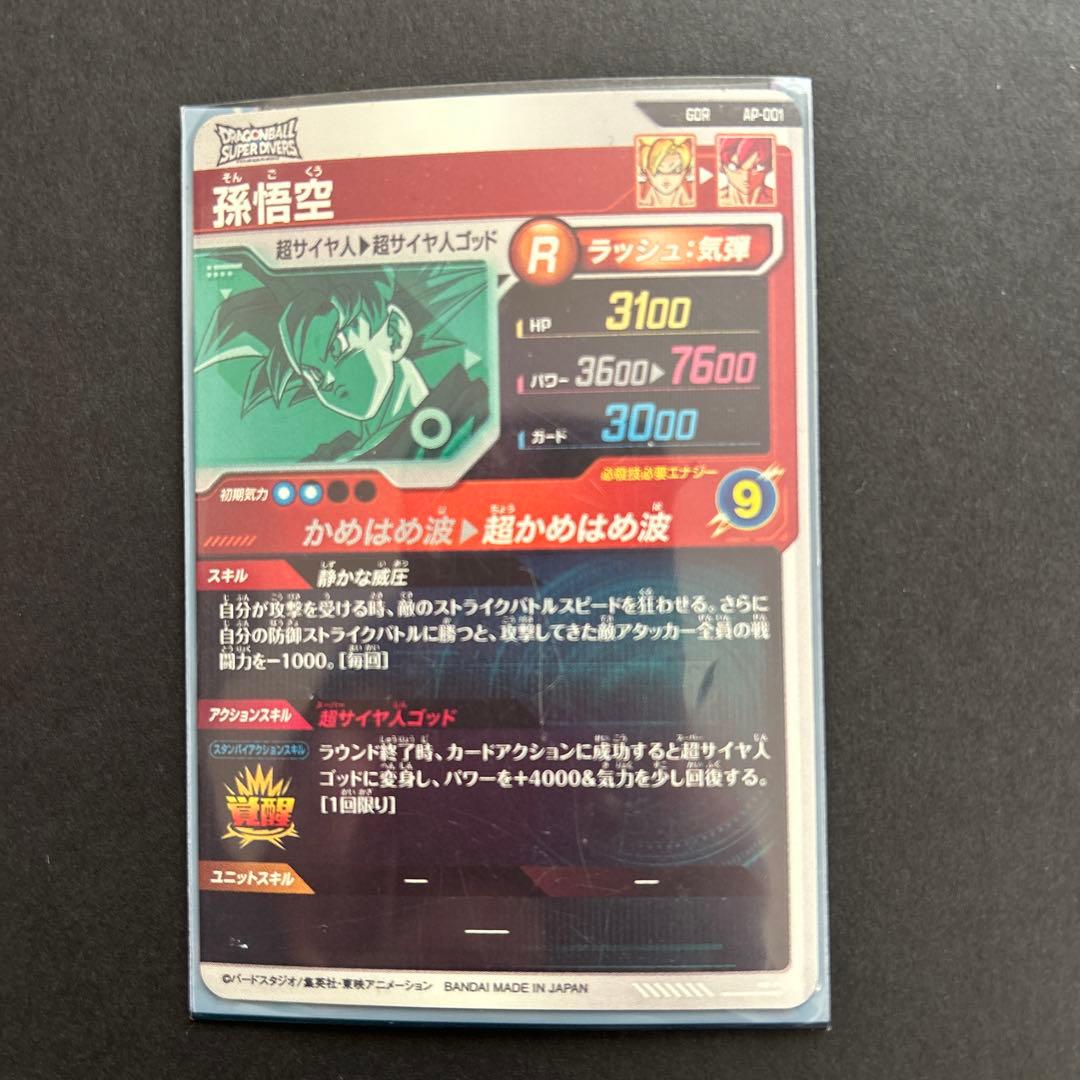 GDR AP-001
DRAGONBALL
SUPER DIVERS
そん ご くう
孫悟空
超サイヤ人▶超サイヤ人ゴッド
R ラッシュ:気弾
HP 3100
パワー 3600▶7600
ガード 3000
初期気力
必殺技必要エナジー
9
かめはめ波▶超かめはめ波
スキル 静かな威圧
自分が攻撃を受ける時、敵のストライクバトルスピードを狂わせる。さらに
自分の防御ストライクバトルに勝つと、攻撃してきた敵アタッカー全員の戦
闘力を-1000。[毎回]
アクションスキル 超サイヤ人ゴッド
スタンバイアクションスキル
覚醒
ラウンド終了時、カードアクションに成功すると超サイヤ人
ゴッドに変身し、パワーを+4000&気力を少し回復する。
[1回限り]
ユニットスキル ー ー
ー
©バードスタジオ/集英社・東映アニメーション BANDAI MADE IN JAPAN